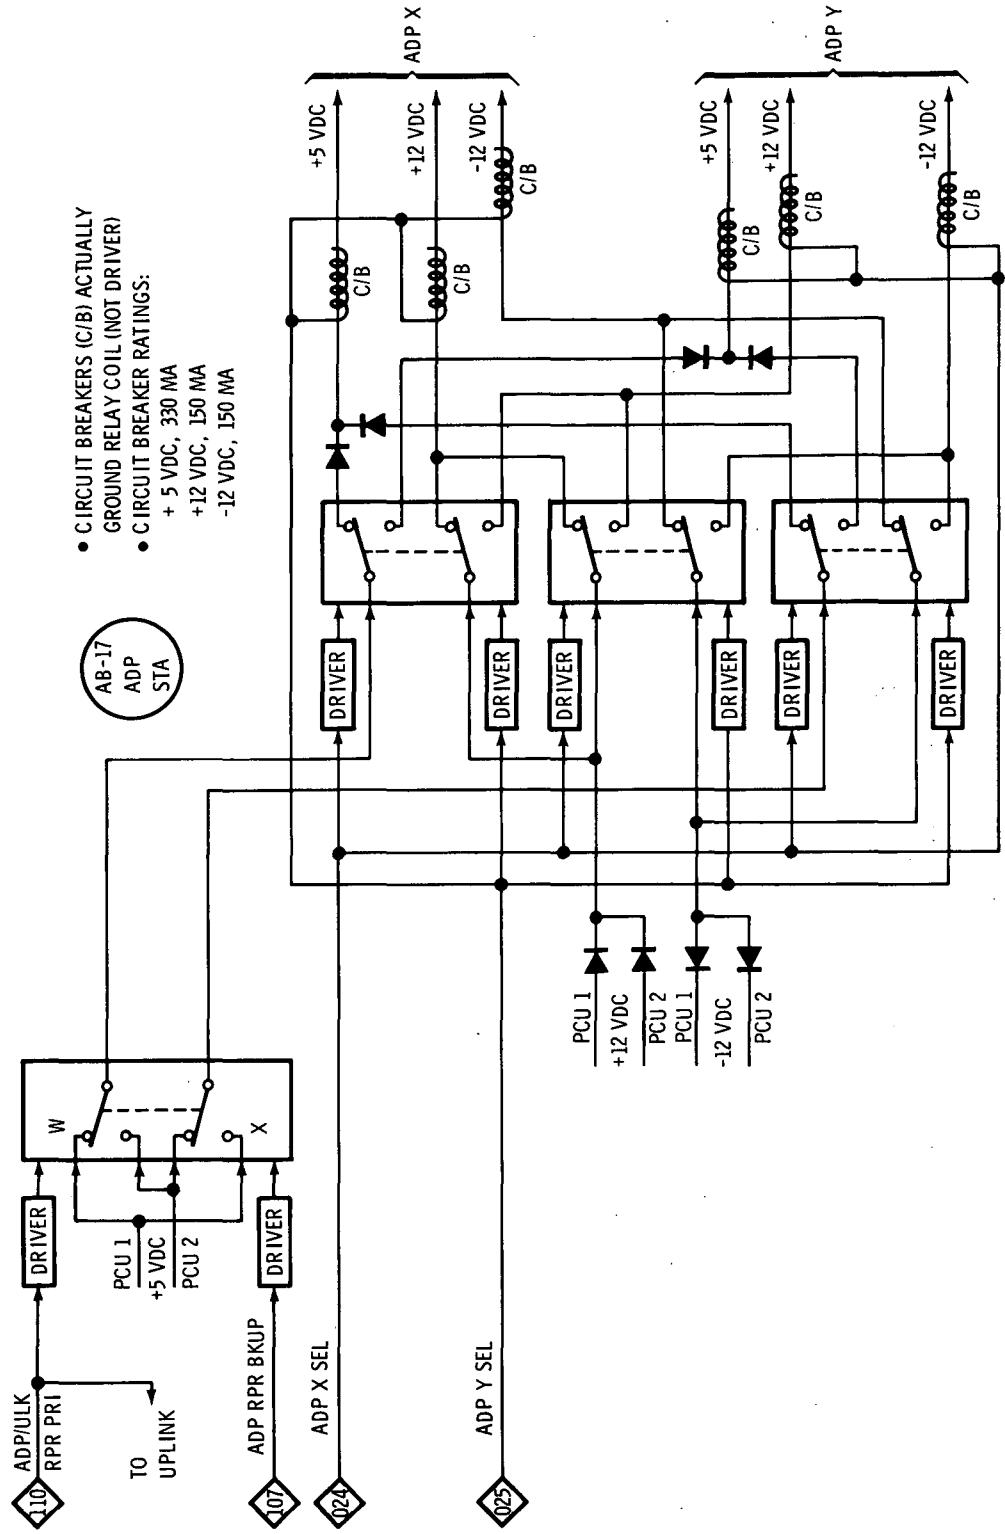 110
ADP/ULK
RPR PRI
TO
UPLINK
107
ADP RPR BKUP
024
ADP X SEL
025
ADP Y SEL
DRIVER
DRIVER
PCU 1
+5 VDC
PCU 2
W
X
AB-17
ADP
STA
● CIRCUIT BREAKERS (C/B) ACTUALLY
GROUND RELAY COIL (NOT DRIVER)
● CIRCUIT BREAKER RATINGS:
+ 5 VDC, 330 MA
+12 VDC, 150 MA
-12 VDC, 150 MA
PCU 1
+12 VDC
PCU 2
PCU 1
-12 VDC
PCU 2
DRIVER
DRIVER
DRIVER
DRIVER
DRIVER
DRIVER
C/B
C/B
C/B
C/B
C/B
C/B
+5 VDC
+12 VDC
-12 VDC
ADP X
+5 VDC
+12 VDC
-12 VDC
ADP Y